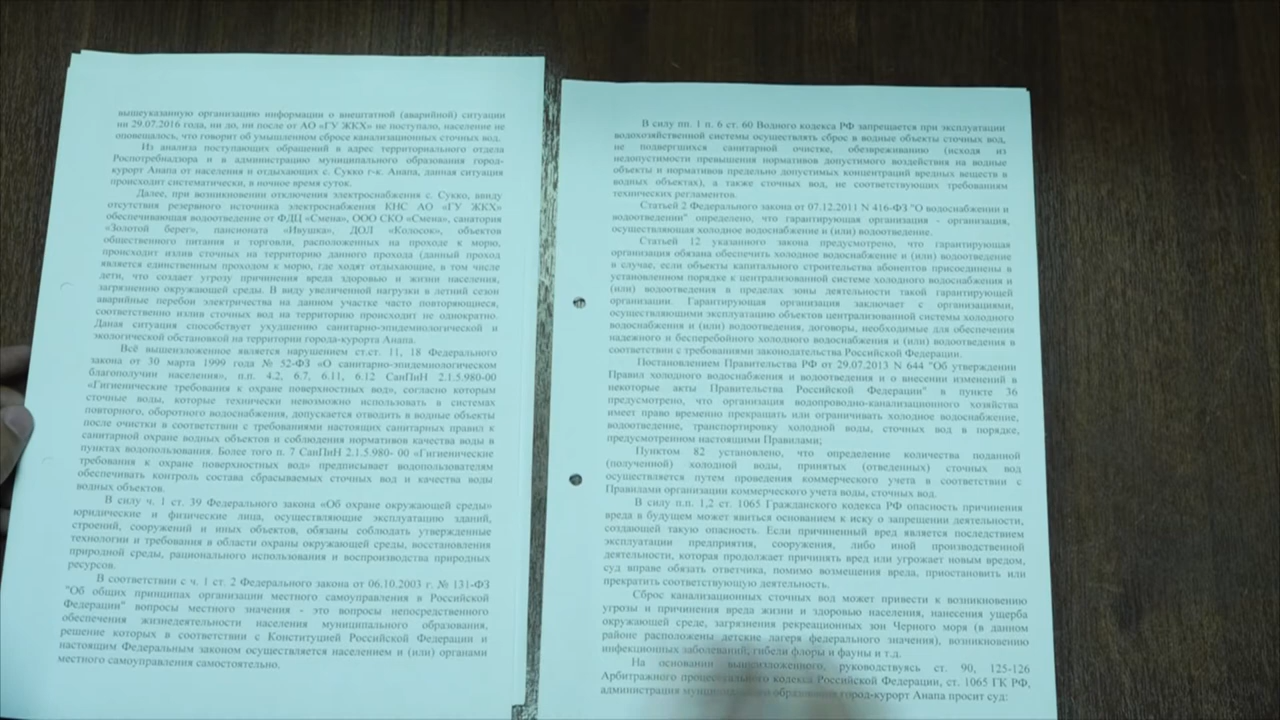 вышеуказанную организацию информации о внештатной (аварийной) ситуации
ни 29.07.2016 года, ни до, ни после от АО «ГУ ЖКХ» не поступало, население не
оповещалось, что говорит об умышленном сбросе канализационных сточных вод.
Из анализа поступающих обращений в адрес территориального отдела
Роспотребнадзора и в администрацию муниципального образования город-
курорт Анапа от населения и отдыхающих с. Сукко г-к. Анапа, данная ситуация
происходит систематически, в ночное время суток.
Далее, при возникновении отключения электроснабжения с. Сукко, ввиду
отсутствия резервного источника электроснабжения КНС АО «ГУ ЖКХ»
обеспечивающая водоотведение от ФДЦ «Смена», ООО СКО «Смена», санатория
«Золотой берег», пансионата «Ивушка», ДОЛ «Колосок», объектов
общественного питания и торговли, расположенных на проходе к морю,
происходит излив сточных на территорию данного прохода (данный проход
является единственным проходом к морю, где ходят отдыхающие, в том числе
дети, что создает угрозу причинения вреда здоровью и жизни населения,
загрязнению окружающей среды. В виду увеличенной нагрузки в летний сезон
аварийные перебои электричества на данном участке часто повторяющиеся,
соответственно излив сточных вод на территорию происходит не однократно.
Даная ситуация способствует ухудшению санитарно-эпидемиологической и
экологической обстановкой на территории города-курорта Анапа.
Всё вышеизложенное является нарушением ст.ст. 11, 18 Федерального
закона от 30 марта 1999 года № 52-ФЗ «О санитарно-эпидемиологическом
благополучии населения», п.п. 4.2, 6.7, 6.11, 6.12 СанПиН 2.1.5.980-00
«Гигиенические требования к охране поверхностных вод», согласно которым
сточные воды, которые технически невозможно использовать в системах
повторного, оборотного водоснабжения, допускается отводить в водные объекты
после очистки в соответствии с требованиями настоящих санитарных правил к
санитарной охране водных объектов и соблюдения нормативов качества воды в
пунктах водопользования. Более того п. 7 СанПиН 2.1.5.980- 00 «Гигиенические
требования к охране поверхностных вод» предписывает водопользователям
обеспечивать контроль состава сбрасываемых сточных вод и качества воды
водных объектов.
В силу ч. 1 ст. 39 Федерального закона «Об охране окружающей среды»
юридические и физические лица, осуществляющие эксплуатацию зданий,
строений, сооружений и иных объектов, обязаны соблюдать утвержденные
технологии и требования в области охраны окружающей среды, восстановления
природной среды, рационального использования и воспроизводства природных
ресурсов.
В соответствии с ч. 1 ст. 2 Федерального закона от 06.10.2003 г. № 131-ФЗ
"Об общих принципах организации местного самоуправления в Российской
Федерации" вопросы местного значения - это вопросы непосредственного
обеспечения жизнедеятельности населения муниципального образования,
решение которых в соответствии с Конституцией Российской Федерации и
настоящим Федеральным законом осуществляется населением и (или) органами
местного самоуправления самостоятельно.
В силу пп. 1 п. 6 ст. 60 Водного кодекса РФ запрещается при эксплуатации
водохозяйственной системы осуществлять сброс в водные объекты сточных вод,
не подвергшихся санитарной очистке, обезвреживанию (исходя из
недопустимости превышения нормативов допустимого воздействия на водные
объекты и нормативов предельно допустимых концентраций вредных веществ в
водных объектах), а также сточных вод, не соответствующих требованиям
технических регламентов.
Статьей 2 Федерального закона от 07.12.2011 N 416-ФЗ "О водоснабжении и
водоотведении" определено, что гарантирующая организация - организация,
осуществляющая холодное водоснабжение и (или) водоотведение.
Статьей 12 указанного закона предусмотрено, что гарантирующая
организация обязана обеспечить холодное водоснабжение и (или) водоотведение
в случае, если объекты капитального строительства абонентов присоединены в
установленном порядке к централизованной системе холодного водоснабжения и
(или) водоотведения в пределах зоны деятельности такой гарантирующей
организации. Гарантирующая организация заключает с организациями,
осуществляющими эксплуатацию объектов централизованной системы холодного
водоснабжения и (или) водоотведения, договоры, необходимые для обеспечения
надежного и бесперебойного холодного водоснабжения и (или) водоотведения в
соответствии с требованиями законодательства Российской Федерации.
Постановлением Правительства РФ от 29.07.2013 N 644 "Об утверждении
Правил холодного водоснабжения и водоотведения и о внесении изменений в
некоторые акты Правительства Российской Федерации" в пункте 36
предусмотрено, что организация водопроводно-канализационного хозяйства
имеет право временно прекращать или ограничивать холодное водоснабжение,
водоотведение, транспортировку холодной воды, сточных вод в порядке,
предусмотренном настоящими Правилами;
Пунктом 82 установлено, что определение количества поданной
(полученной) холодной воды, принятых (отведенных) сточных вод
осуществляется путем проведения коммерческого учета в соответствии с
Правилами организации коммерческого учета воды, сточных вод.
В силу п.п. 1,2 ст. 1065 Гражданского кодекса РФ опасность причинения
вреда в будущем может явиться основанием к иску о запрещении деятельности,
создающей такую опасность. Если причиненный вред является последствием
эксплуатации предприятия, сооружения, либо иной производственной
деятельности, которая продолжает причинять вред или угрожает новым вредом,
суд вправе обязать ответчика, помимо возмещения вреда, приостановить или
прекратить соответствующую деятельность.
Сброс канализационных сточных вод может привести к возникновению
угрозы и причинения вреда жизни и здоровью населения, нанесения ущерба
окружающей среде, загрязнения рекреационных зон Черного моря (в данном
районе расположены детские лагеря федерального значения), возникновению
инфекционных заболеваний, гибели флоры и фауны и т.д.
На основании вышеизложенного, руководствуясь ст. 90, 125-126
Арбитражного процессуального кодекса Российской Федерации, ст. 1065 ГК РФ,
администрация муниципального образования город-курорт Анапа просит суд: